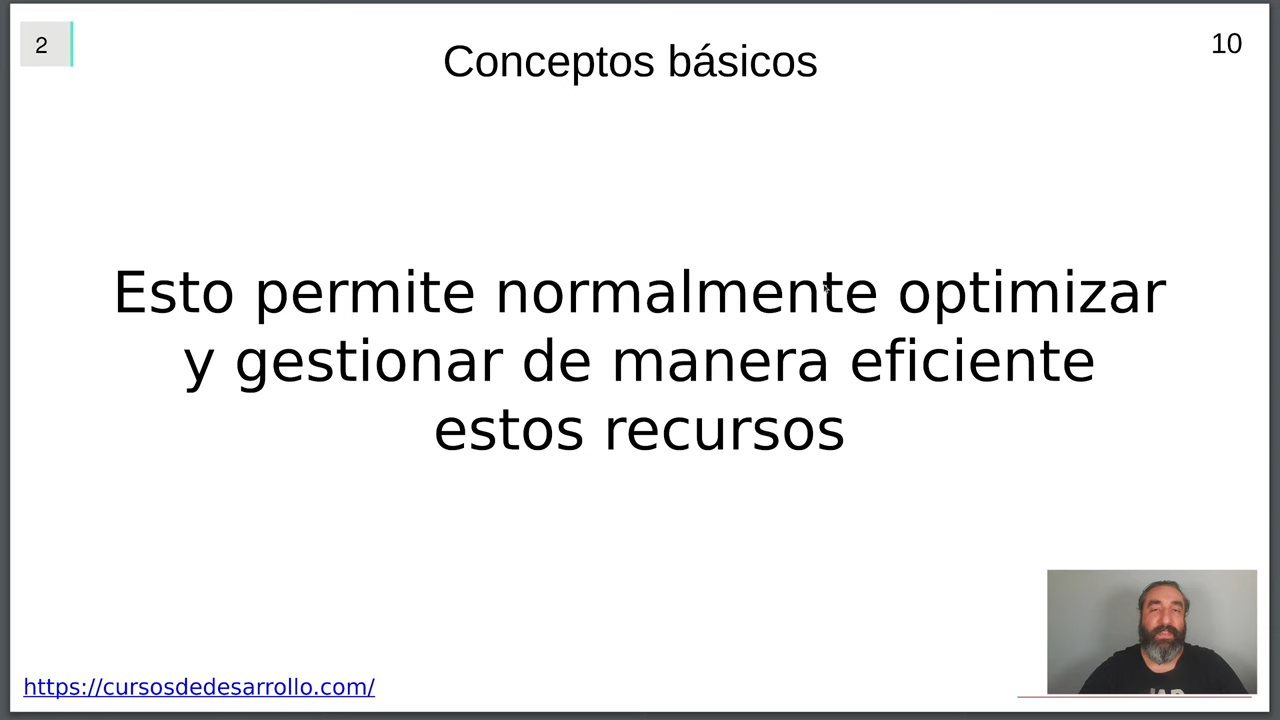 2
Conceptos básicos
10
Esto permite normalmente optimizar
y gestionar de manera eficiente
estos recursos
https://cursosdedesarrollo.com/